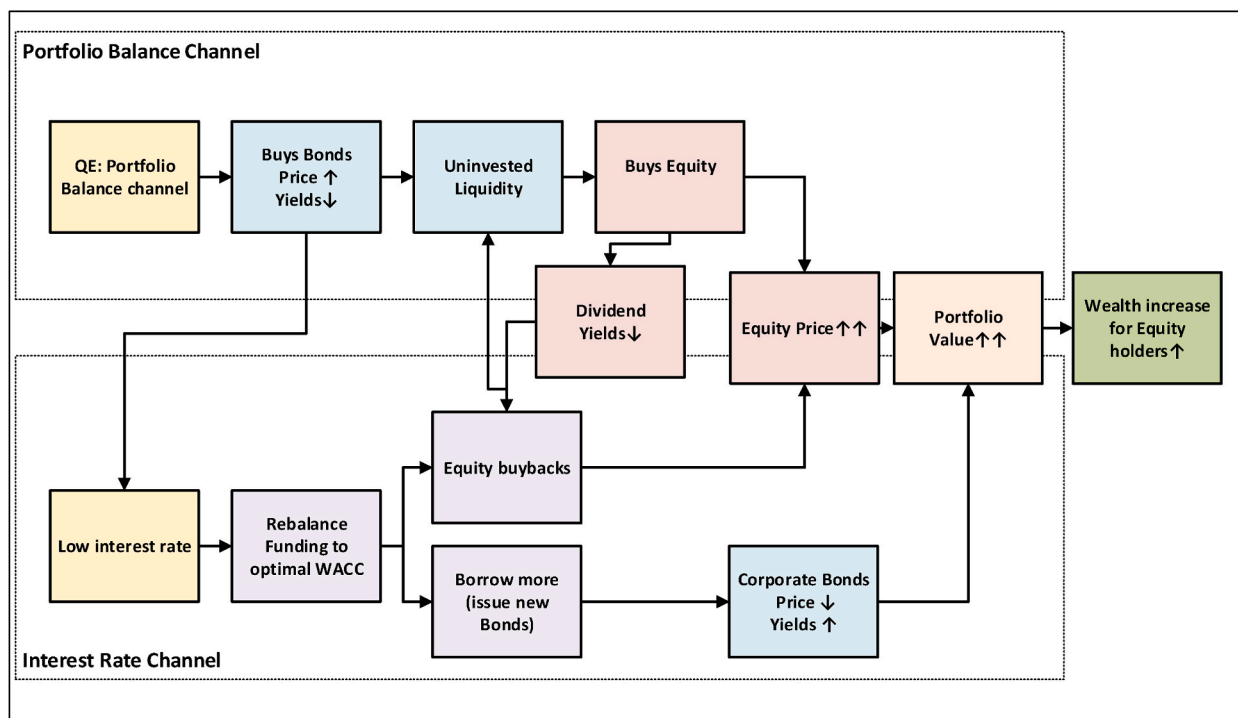 Portfolio Balance Channel
QE: Portfolio
Balance channel
Buys Bonds
Price ↑
Yields↓
Uninvested
Liquidity
Buys Equity
Dividend
Yields↓
Equity Price↑↑
Portfolio
Value↑↑
Wealth increase
for Equity
holders↑
Equity buybacks
Low interest rate
Rebalance
Funding to
optimal WACC
Borrow more
(issue new
Bonds)
Corporate Bonds
Price ↓
Yields ↑
Interest Rate Channel